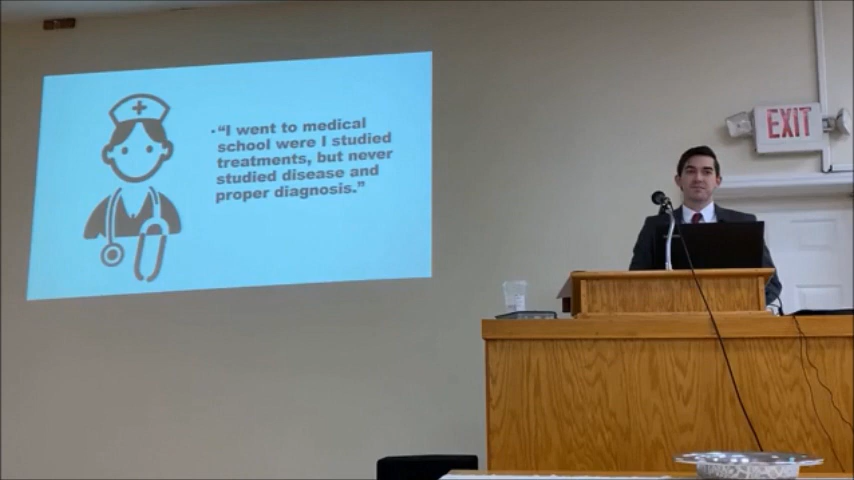 • “I went to medical
school were I studied
treatments, but never
studied disease and
proper diagnosis.”
EXIT